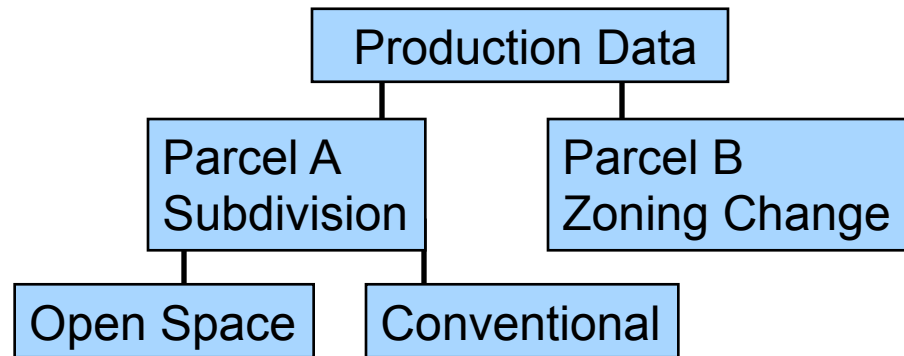 Production Data
Parcel A
Subdivision
Parcel B
Zoning Change
Open Space
Conventional